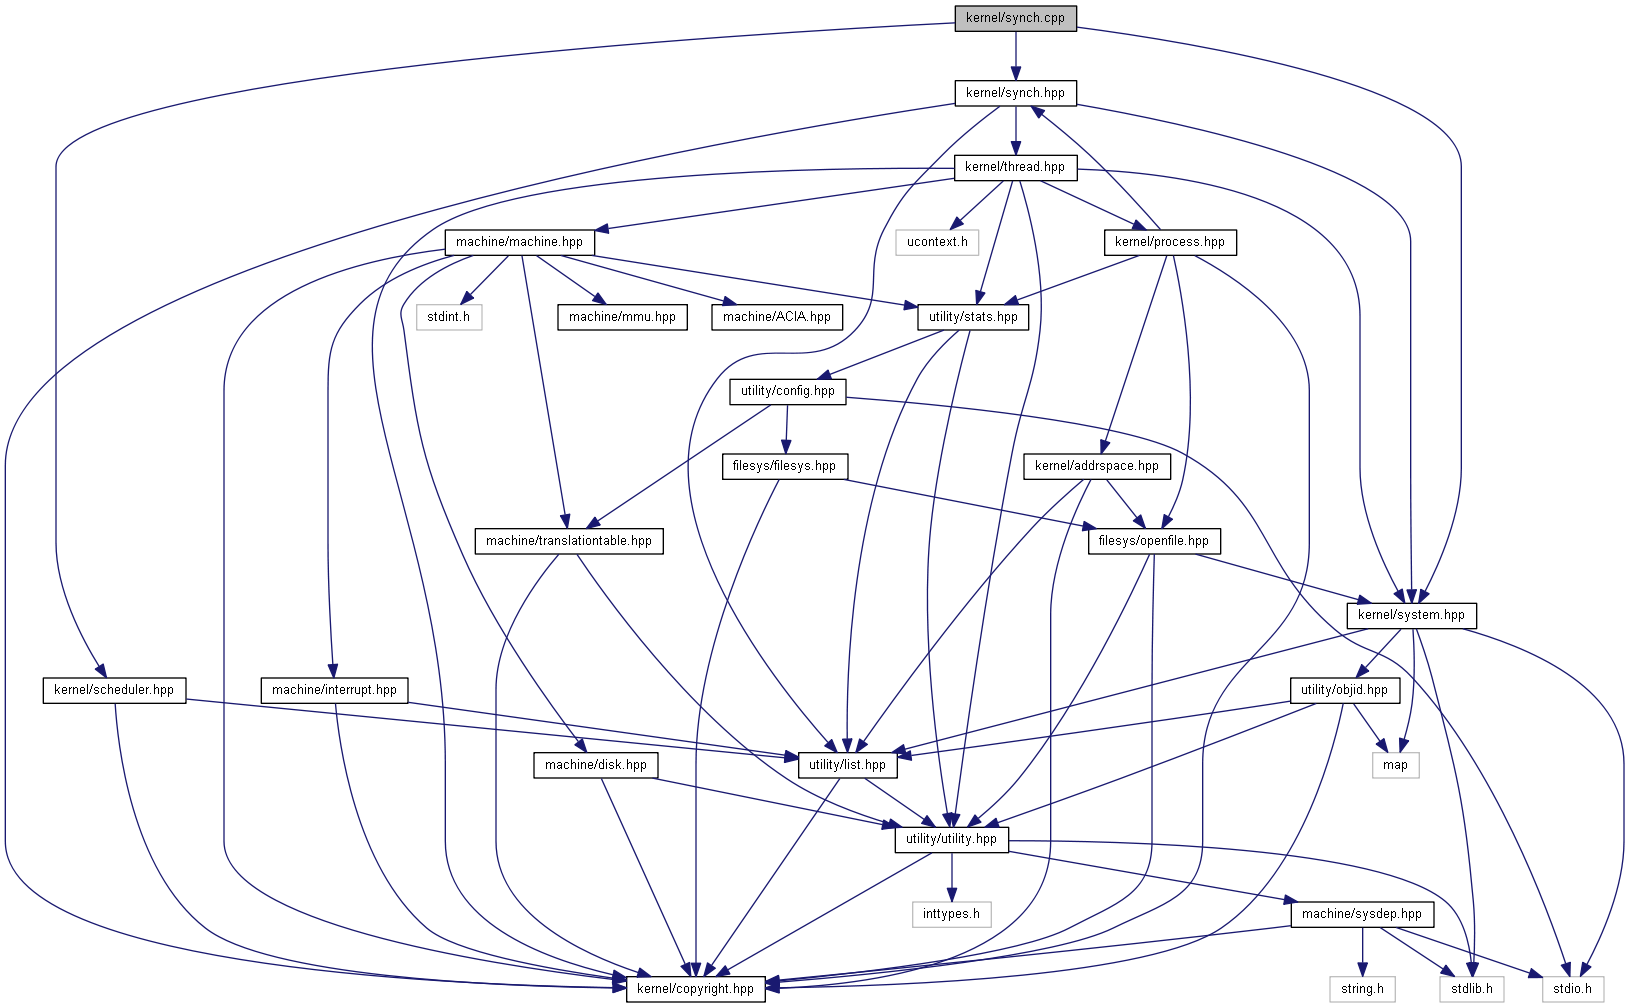 kernel/synch.cpp
kernel/synch.hpp
kernel/thread.hpp
machine/machine.hpp
ucontext.h
kernel/process.hpp
stdint.h
machine/mmu.hpp
machine/ACIA.hpp
utility/stats.hpp
utility/config.hpp
filesys/filesys.hpp
kernel/addrspace.hpp
machine/translationtable.hpp
filesys/openfile.hpp
kernel/system.hpp
kernel/scheduler.hpp
machine/interrupt.hpp
utility/objid.hpp
machine/disk.hpp
utility/list.hpp
map
utility/utility.hpp
inttypes.h
machine/sysdep.hpp
kernel/copyright.hpp
string.h
stdlib.h
stdio.h